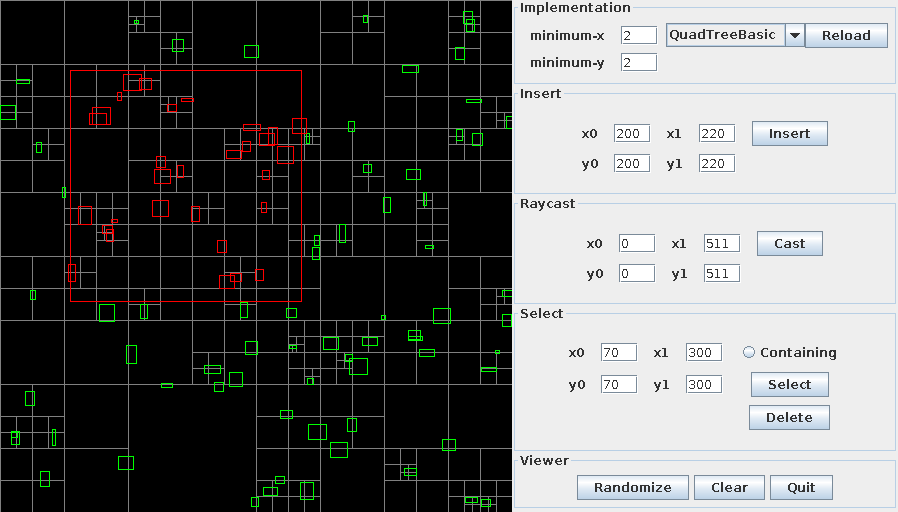 Implementation
minimum-x 2 QuadTreeBasic Reload
minimum-y 2
Insert
x0 200 x1 220 Insert
y0 200 y1 220
Raycast
x0 0 x1 511 Cast
y0 0 y1 511
Select
x0 70 x1 300 Containing
y0 70 y1 300 Select
Delete
Viewer
Randomize Clear Quit